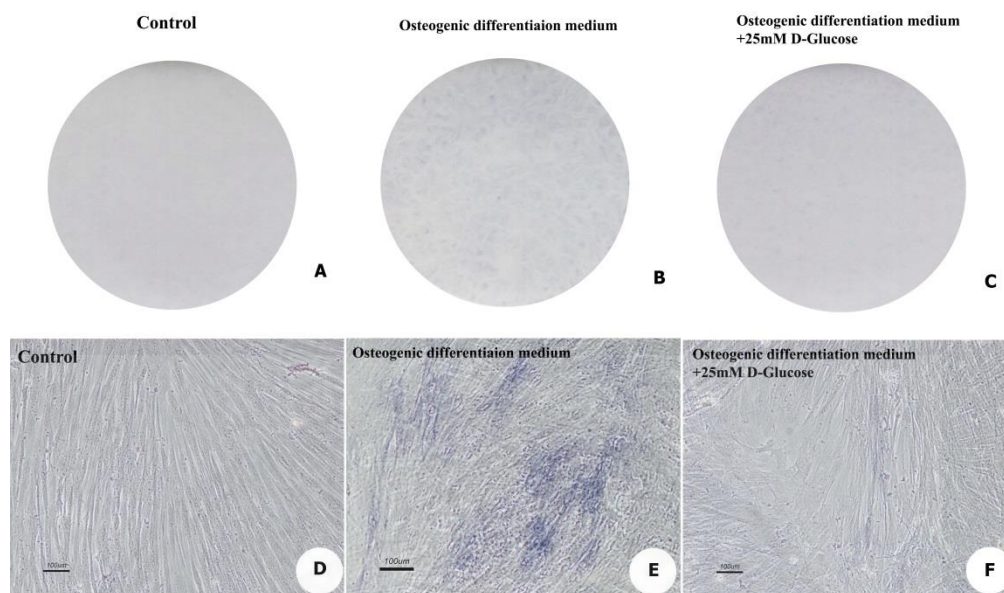 Control
Osteogenic differentiaion medium
Osteogenic differentiation medium
+25mM D-Glucose
A
B
C
Control
Osteogenic differentiaion medium
Osteogenic differentiation medium
+25mM D-Glucose
100um
D
100um
E
100um
F